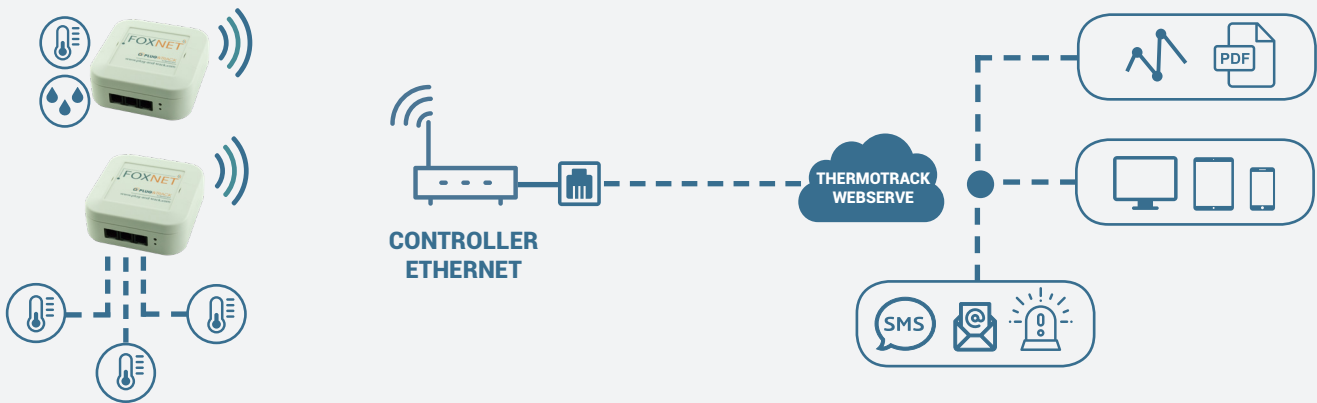 FOXNET
FOXNET
CONTROLLER
ETHERNET
THERMOTRACK
WEBSERVE
PDF
SMS
@